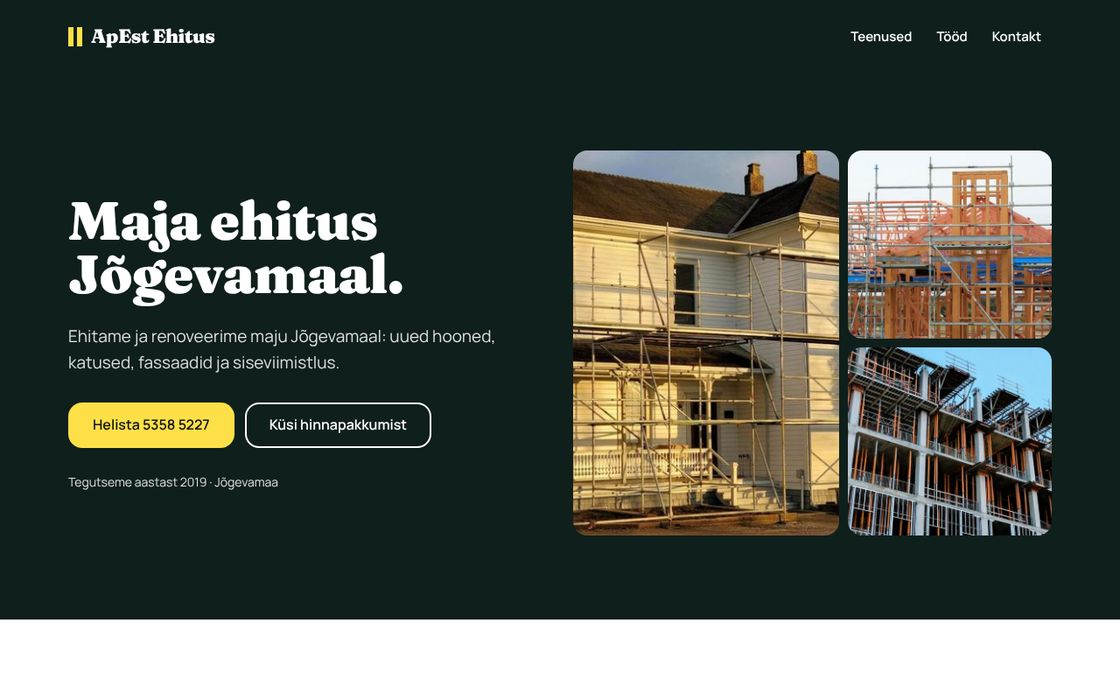 ApEst Ehitus
Teenused Tööd Kontakt
Maja ehitus
Jõgevamaal.
Ehitame ja renoveerime maju Jõgevamaal: uued hooned,
katused, fassaadid ja siseviimistlus.
Helista 5358 5227 Küsi hinnapakkumist
Tegutseme aastast 2019 · Jõgevamaa